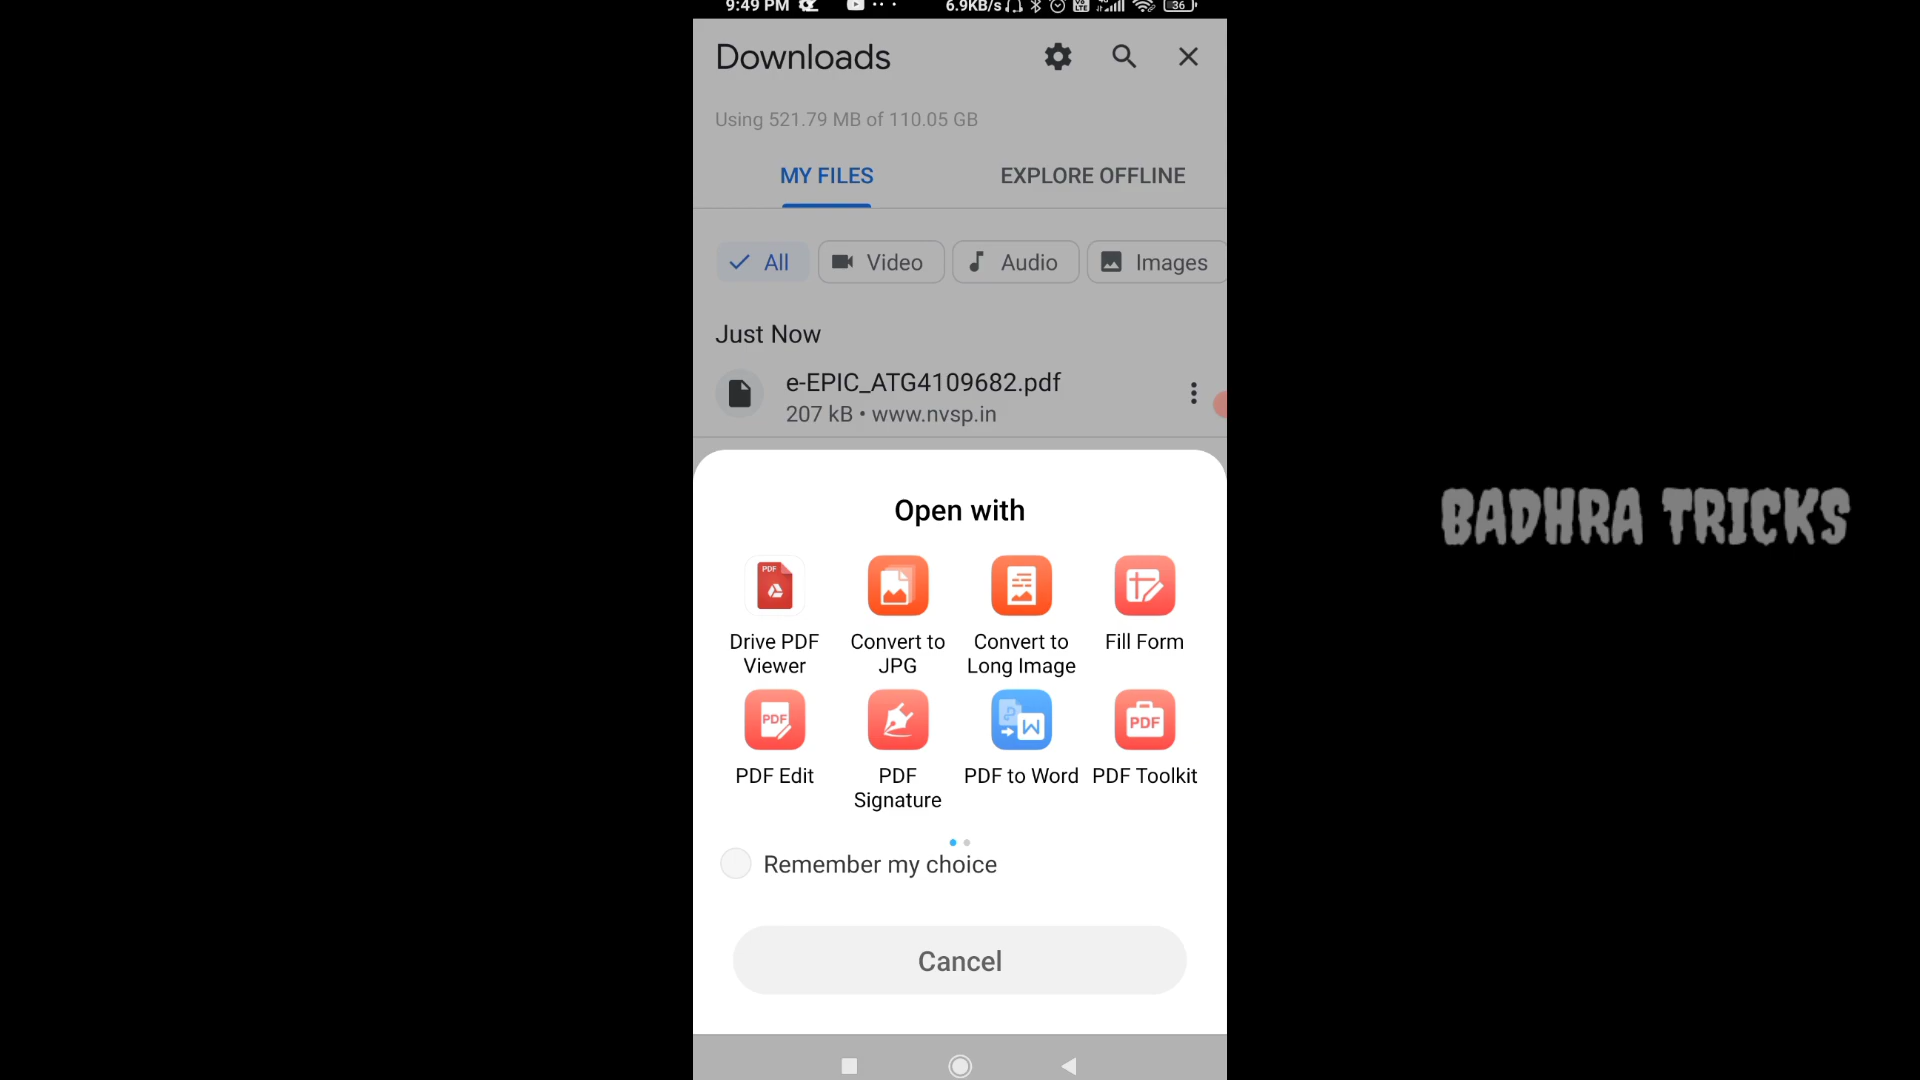 9:49 PM 6.9KB/s 36
Downloads
Using 521.79 MB of 110.05 GB
MY FILES EXPLORE OFFLINE
All Video Audio Images
Just Now
e-EPIC_ATG4109682.pdf
207 kB • www.nvsp.in
BADHRA TRICKS
Open with
PDF
Drive PDF Viewer
Convert to JPG
Convert to Long Image
Fill Form
PDF
PDF Edit
PDF Signature
W
PDF to Word
PDF
PDF Toolkit
Remember my choice
Cancel